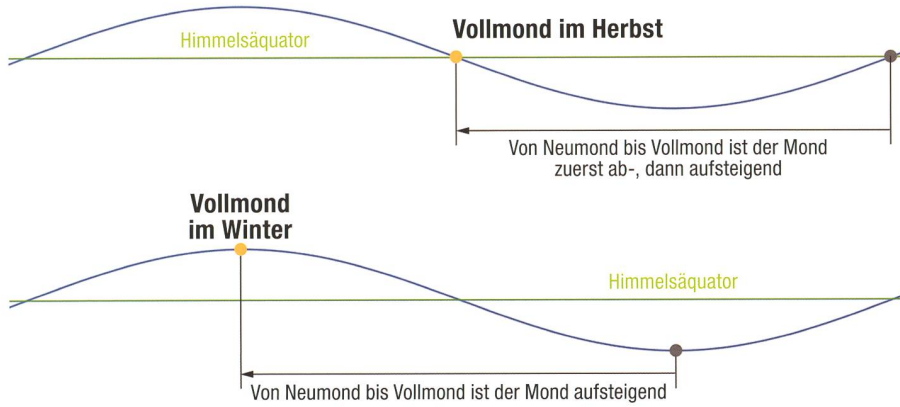 Himmelsäquator
Vollmond im Herbst
Von Neumond bis Vollmond ist der Mond
zuerst ab-, dann aufsteigend
Vollmond
im Winter
Himmelsäquator
Von Neumond bis Vollmond ist der Mond aufsteigend